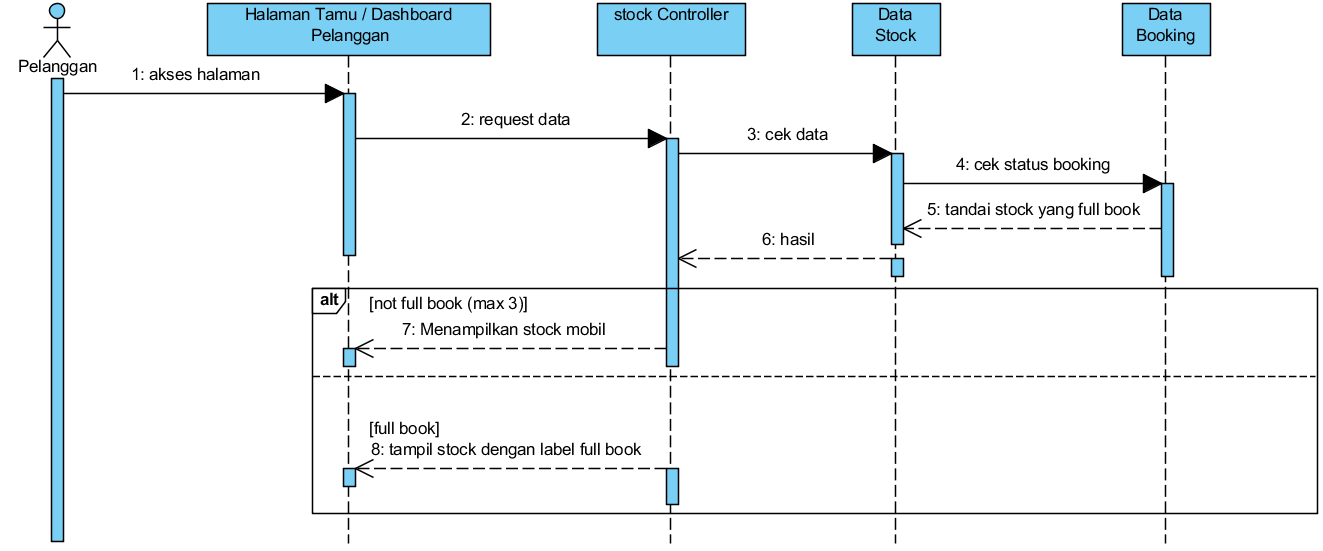 Pelanggan
Halaman Tamu / Dashboard
Pelanggan
stock Controller
Data
Stock
Data
Booking
1: akses halaman
2: request data
3: cek data
4: cek status booking
5: tandai stock yang full book
6: hasil
alt
[not full book (max 3)]
7: Menampilkan stock mobil
[full book]
8: tampil stock dengan label full book